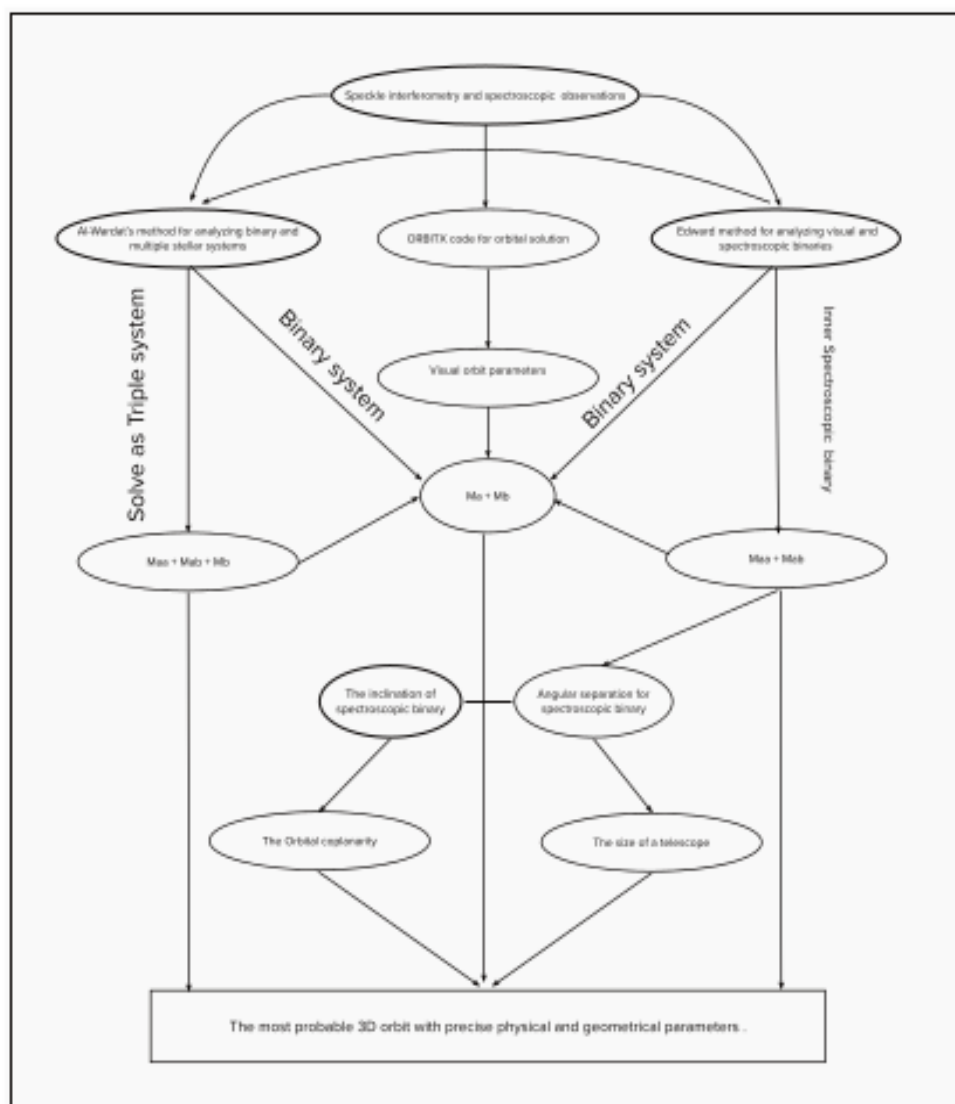 Speckle interferometry and spectroscopic observations
Al-Wardat's method for analyzing binary and
multiple stellar systems
ORBITX code for orbital solution
Edward method for analyzing visual and
spectroscopic binaries
Solve as Triple system
Binary system
Visual orbit parameters
Binary system
Inner Spectroscopic binary
Ma + Mb
Maa + Mab + Mb
Maa + Mab
The inclination of
spectroscopic binary
Angular separation for
spectroscopic binary
The Orbital coplanarity
The size of a telescope
The most probable 3D orbit with precise physical and geometrical parameters..